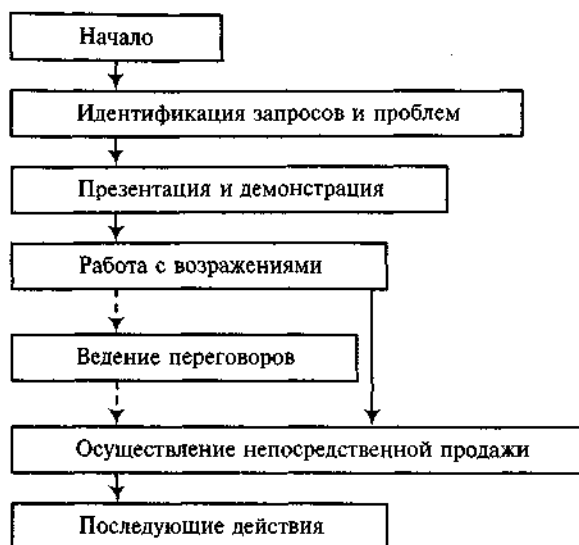 Начало
Идентификация запросов и проблем
Презентация и демонстрация
Работа с возражениями
Ведение переговоров
Осуществление непосредственной продажи
Последующие действия